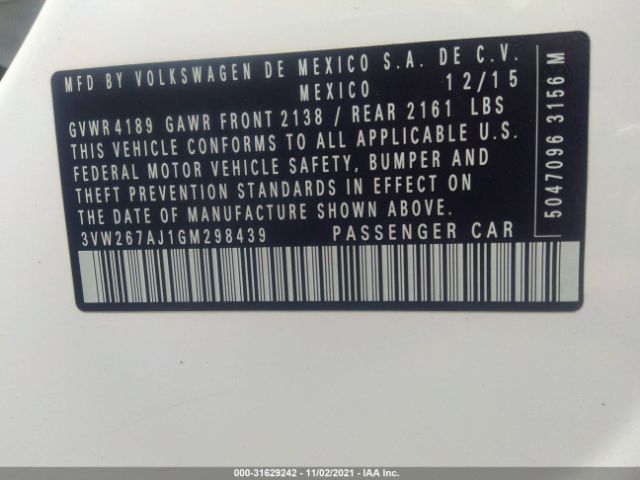 MFD BY VOLKSWAGEN DE MEXICO S.A. DE C.V.
MEXICO 12/15
GVWR 4189 GAWR FRONT 2138 / REAR 2161 LBS
THIS VEHICLE CONFORMS TO ALL APPLICABLE U.S.
FEDERAL MOTOR VEHICLE SAFETY, BUMPER AND
THEFT PREVENTION STANDARDS IN EFFECT ON
THE DATE OF MANUFACTURE SHOWN ABOVE.
3VW267AJ1GM298439 PASSENGER CAR
5047096 3156 M
000-31629242 - 11/02/2021 - IAA Inc.